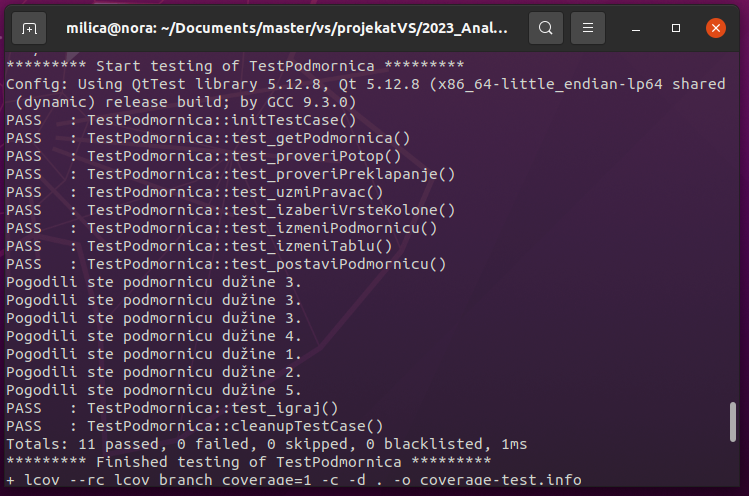 milica@nora: ~/Documents/master/vs/projekatVS/2023_Anal...
********* Start testing of TestPodmornica *********
Config: Using QtTest library 5.12.8, Qt 5.12.8 (x86_64-little_endian-lp64 shared
 (dynamic) release build; by GCC 9.3.0)
PASS   : TestPodmornica::initTestCase()
PASS   : TestPodmornica::test_getPodmornica()
PASS   : TestPodmornica::test_proveriPotop()
PASS   : TestPodmornica::test_proveriPreklapanje()
PASS   : TestPodmornica::test_uzmiPravac()
PASS   : TestPodmornica::test_izaberiVrsteKolone()
PASS   : TestPodmornica::test_izmeniPodmornicu()
PASS   : TestPodmornica::test_izmeniTablu()
PASS   : TestPodmornica::test_postaviPodmornicu()
Pogodili ste podmornicu dužine 3.
Pogodili ste podmornicu dužine 3.
Pogodili ste podmornicu dužine 3.
Pogodili ste podmornicu dužine 4.
Pogodili ste podmornicu dužine 1.
Pogodili ste podmornicu dužine 2.
Pogodili ste podmornicu dužine 5.
PASS   : TestPodmornica::test_igraj()
PASS   : TestPodmornica::cleanupTestCase()
Totals: 11 passed, 0 failed, 0 skipped, 0 blacklisted, 1ms
********* Finished testing of TestPodmornica *********
+ lcov --rc lcov_branch_coverage=1 -c -d . -o coverage-test.info